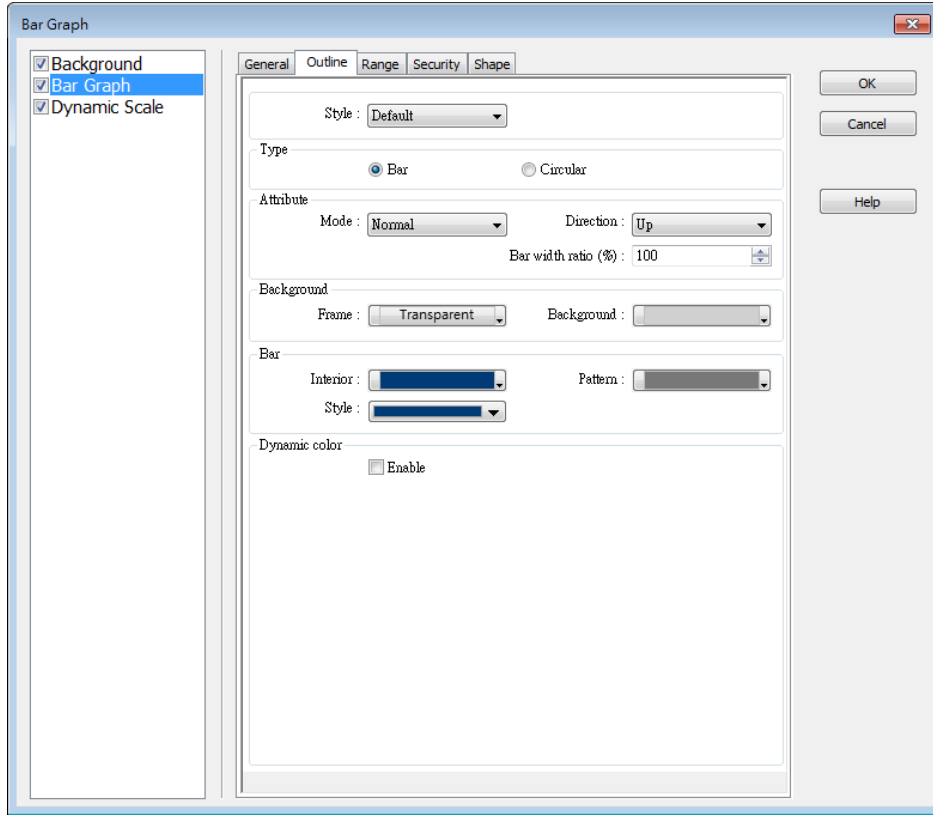 Bar Graph
Background
Bar Graph
Dynamic Scale
General Outline Range Security Shape
Style : Default
Type
Bar Circular
Attribute
Mode : Normal Direction : Up
Bar width ratio (%) : 100
Background
Frame : Transparent Background :
Bar
Interior : Pattern :
Style :
Dynamic color
Enable
OK
Cancel
Help